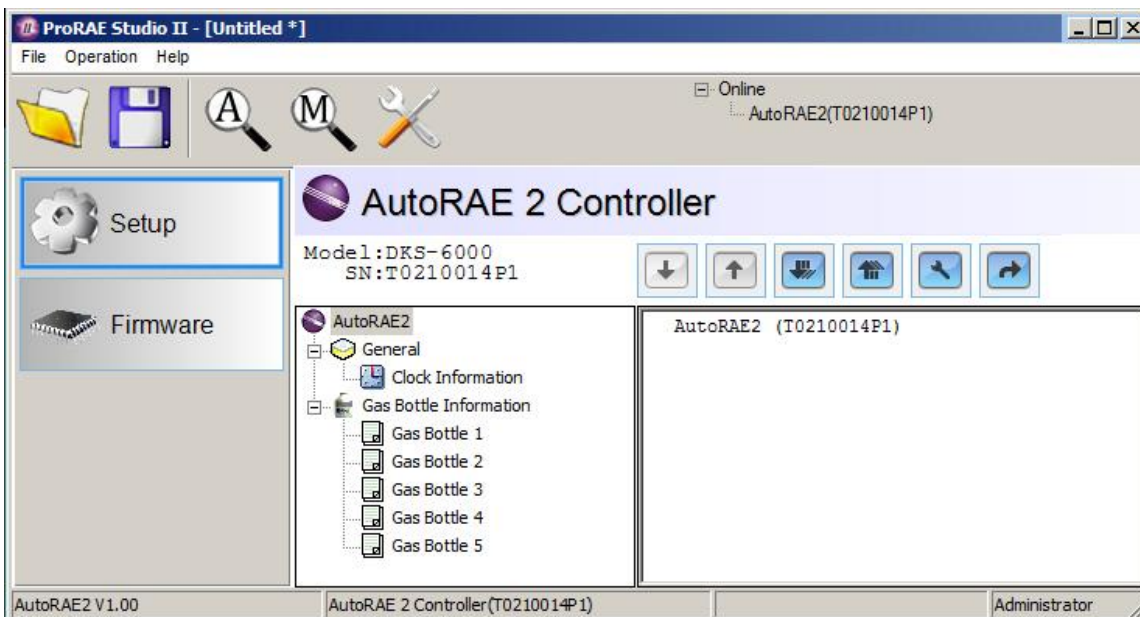 ProRAE Studio II - [Untitled *]
File Operation Help
A M
Online
AutoRAE2(T0210014P1)
Setup
Firmware
AutoRAE 2 Controller
Model:DKS-6000
SN:T0210014P1
AutoRAE2
General
Clock Information
Gas Bottle Information
Gas Bottle 1
Gas Bottle 2
Gas Bottle 3
Gas Bottle 4
Gas Bottle 5
AutoRAE2 (T0210014P1)
AutoRAE2 V1.00
AutoRAE 2 Controller(T0210014P1)
Administrator